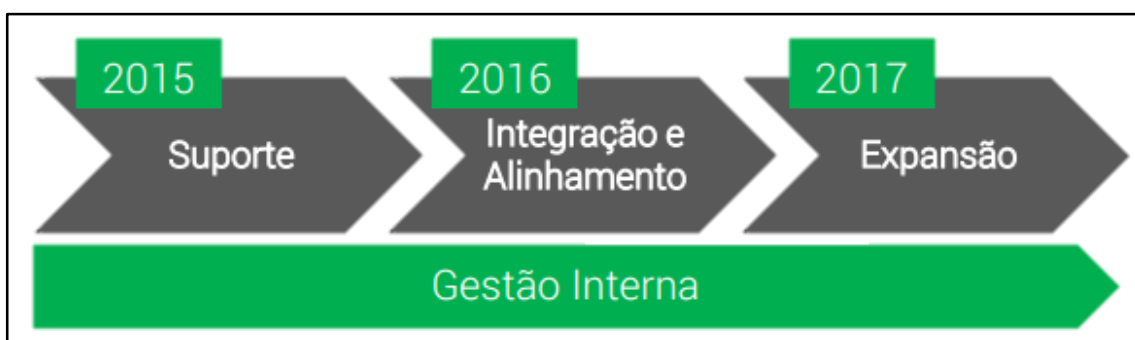 2015
Suporte
2016
Integração e
Alinhamento
2017
Expansão
Gestão Interna